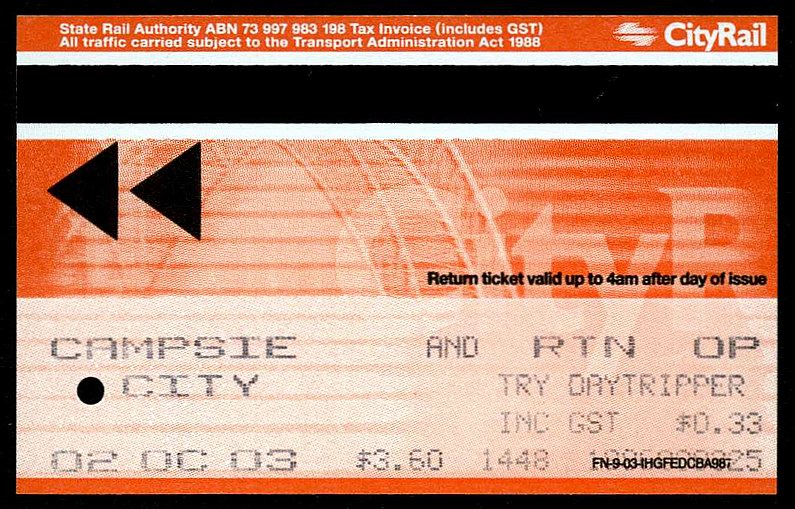 State Rail Authority ABN 73 997 983 198 Tax Invoice (includes GST)
All traffic carried subject to the Transport Administration Act 1988
CityRail
CityR
Return ticket valid up to 4am after day of issue
CAMPSIE AND RTN OP
CITY TRY DAYTRIPPER
INC GST $0.33
02 OC 03 $3.60 1448
FN-9-03-IHGFEDCBA987